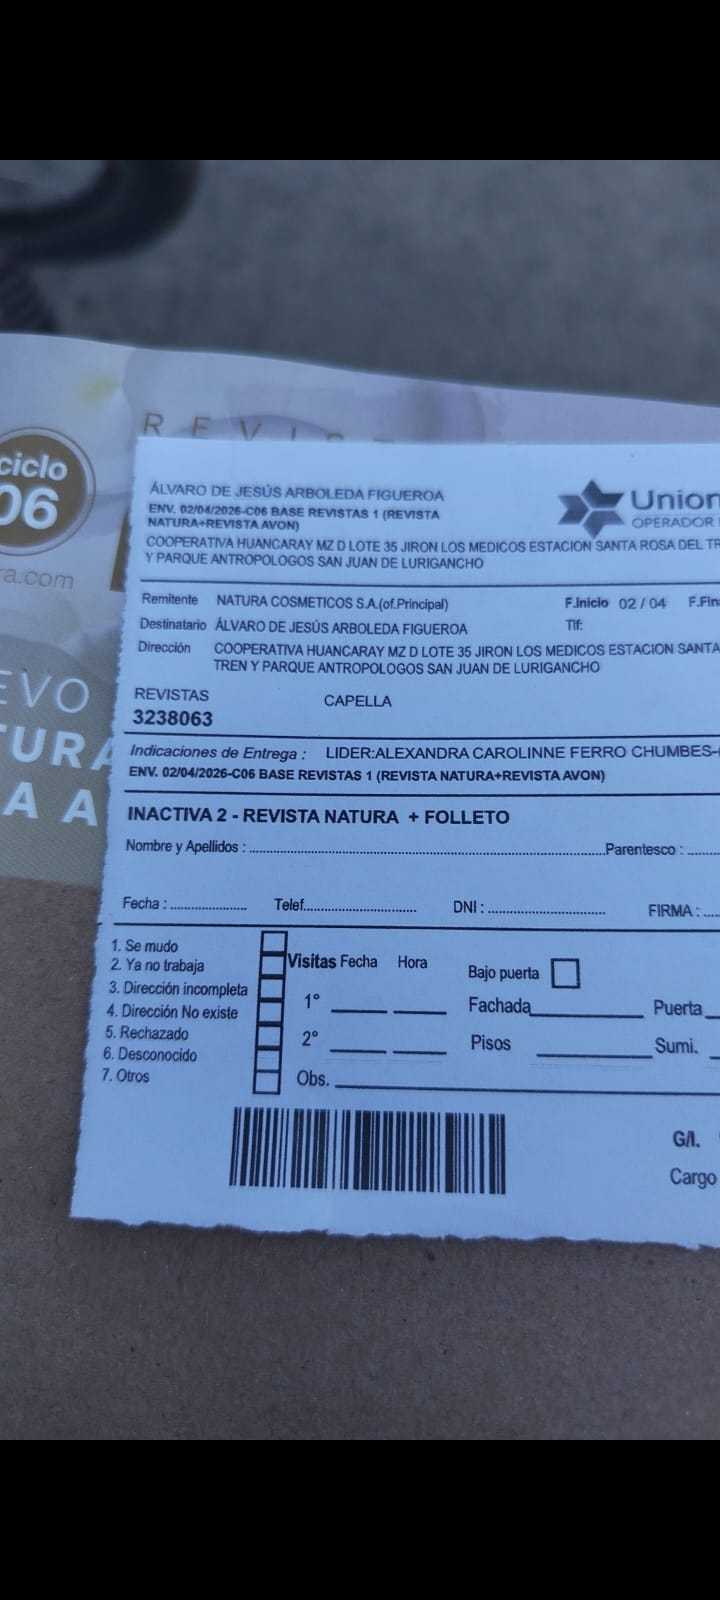 REVIST
ciclo
06
ra.com
EVO
TURA
A A
ÁLVARO DE JESÚS ARBOLEDA FIGUEROA
ENV. 02/04/2026-C06 BASE REVISTAS 1 (REVISTA
NATURA+REVISTA AVON)
COOPERATIVA HUANCARAY MZ D LOTE 35 JIRON LOS MEDICOS ESTACION SANTA ROSA DEL TR
Y PARQUE ANTROPOLOGOS SAN JUAN DE LURIGANCHO
Union
OPERADOR
Remitente NATURA COSMETICOS S.A.(of.Principal) F.Inicio 02 / 04 F.Fin
Destinatario ÁLVARO DE JESÚS ARBOLEDA FIGUEROA Tlf:
Dirección COOPERATIVA HUANCARAY MZ D LOTE 35 JIRON LOS MEDICOS ESTACION SANTA
TREN Y PARQUE ANTROPOLOGOS SAN JUAN DE LURIGANCHO
REVISTAS CAPELLA
3238063
Indicaciones de Entrega : LIDER:ALEXANDRA CAROLINNE FERRO CHUMBES-
ENV. 02/04/2026-C06 BASE REVISTAS 1 (REVISTA NATURA+REVISTA AVON)
INACTIVA 2 - REVISTA NATURA + FOLLETO
Nombre y Apellidos : Parentesco :
Fecha : Telef. DNI : FIRMA :
1. Se mudo
2. Ya no trabaja
3. Dirección incompleta
4. Dirección No existe
5. Rechazado
6. Desconocido
7. Otros
Visitas Fecha Hora Bajo puerta
1° Fachada Puerta
2° Pisos Sumi.
Obs.
G/I.
Cargo